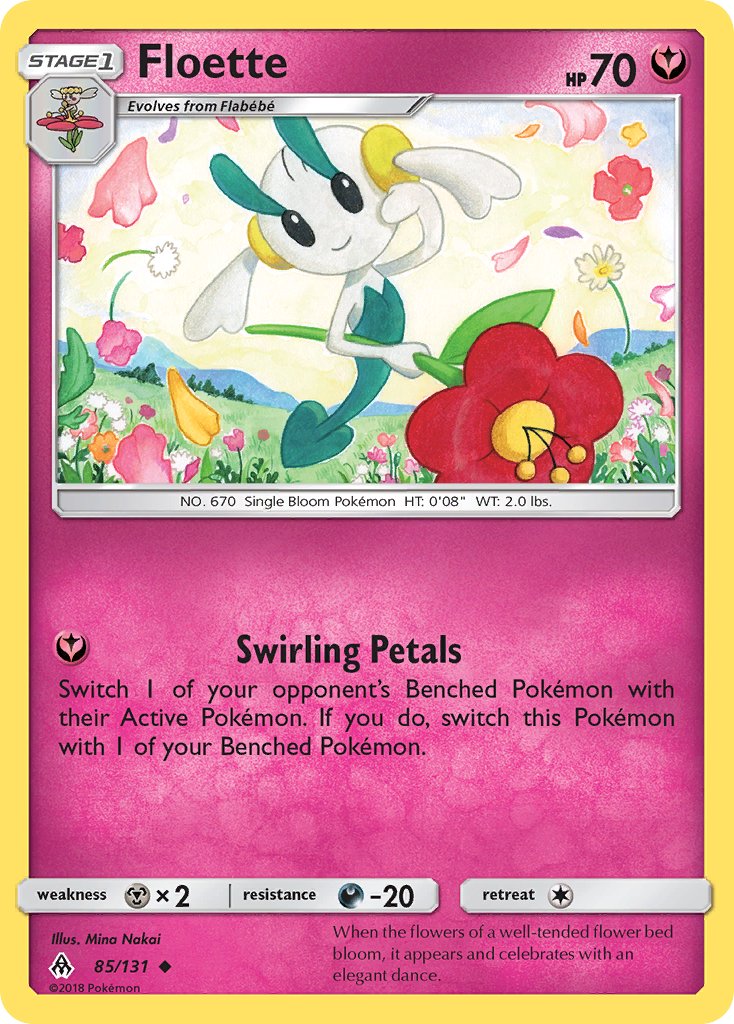 STAGE1
Floette
HP70
Evolves from Flabébé
NO. 670 Single Bloom Pokémon HT: 0'08" WT: 2.0 lbs.
Swirling Petals
Switch 1 of your opponent's Benched Pokémon with
their Active Pokémon. If you do, switch this Pokémon
with 1 of your Benched Pokémon.
weakness ×2 resistance -20 retreat
Illus. Mina Nakai
85/131
©2018 Pokémon
When the flowers of a well-tended flower bed
bloom, it appears and celebrates with an
elegant dance.